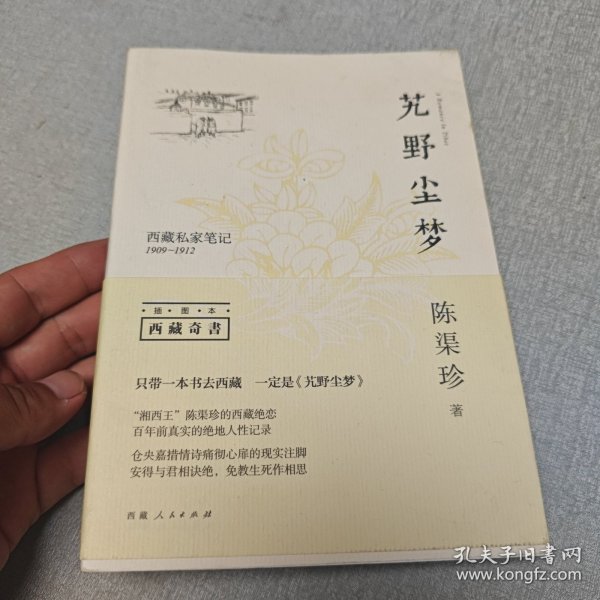 艽野尘梦
A Romance in Tibet
西藏私家笔记
1909~1912
陈渠珍
著
·插·图·本·
西藏奇書
只带一本书去西藏 一定是《艽野尘梦》
“湘西王”陈渠珍的西藏绝恋
百年前真实的绝地人性记录
仓央嘉措情诗痛彻心扉的现实注脚
安得与君相诀绝，免教生死作相思
西藏人民出版社
孔夫子旧书网
www.kongfz.com